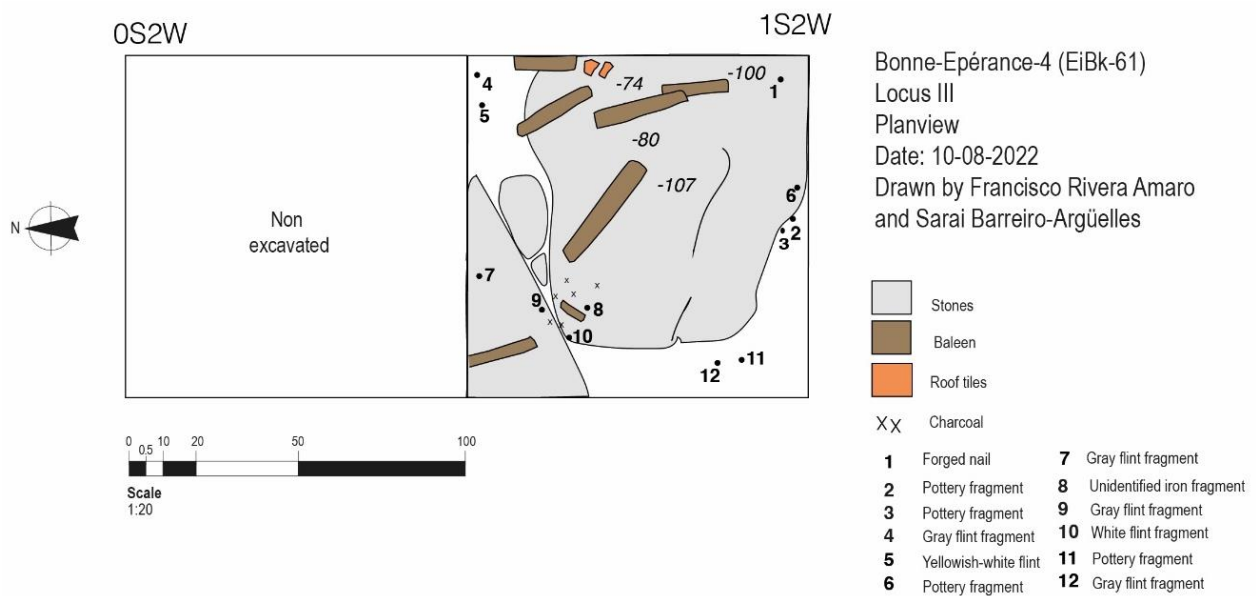 0S2W
1S2W
Bonne-Epérance-4 (EiBk-61)
Locus III
Planview
Date: 10-08-2022
Drawn by Francisco Rivera Amaro
and Sarai Barreiro-Argüelles
N
Non
excavated
4
5
-74
-100
1
-80
-107
6
2
3
7
9
8
10
12
11
x x x x x x
0 0.5 10 20 50 100
Scale
1:20
Stones
Baleen
Roof tiles
x x Charcoal
1 Forged nail
2 Pottery fragment
3 Pottery fragment
4 Gray flint fragment
5 Yellowish-white flint
6 Pottery fragment
7 Gray flint fragment
8 Unidentified iron fragment
9 Gray flint fragment
10 White flint fragment
11 Pottery fragment
12 Gray flint fragment